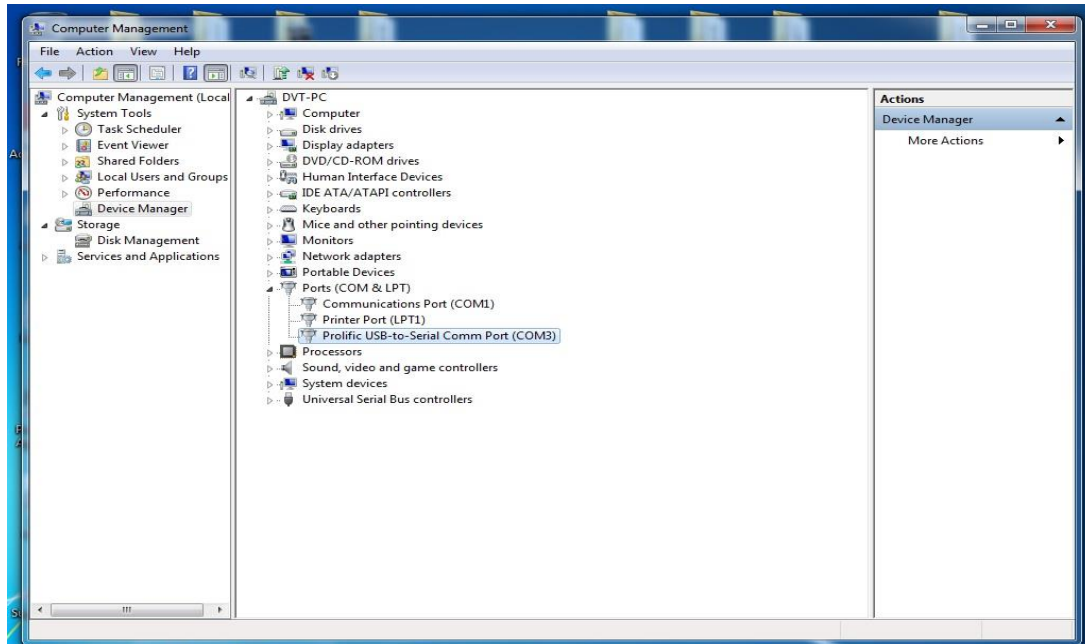 Computer Management
File Action View Help
Computer Management (Local
System Tools
Task Scheduler
Event Viewer
Shared Folders
Local Users and Groups
Performance
Device Manager
Storage
Disk Management
Services and Applications
DVT-PC
Computer
Disk drives
Display adapters
DVD/CD-ROM drives
Human Interface Devices
IDE ATA/ATAPI controllers
Keyboards
Mice and other pointing devices
Monitors
Network adapters
Portable Devices
Ports (COM & LPT)
Communications Port (COM1)
Printer Port (LPT1)
Prolific USB-to-Serial Comm Port (COM3)
Processors
Sound, video and game controllers
System devices
Universal Serial Bus controllers
Actions
Device Manager
More Actions